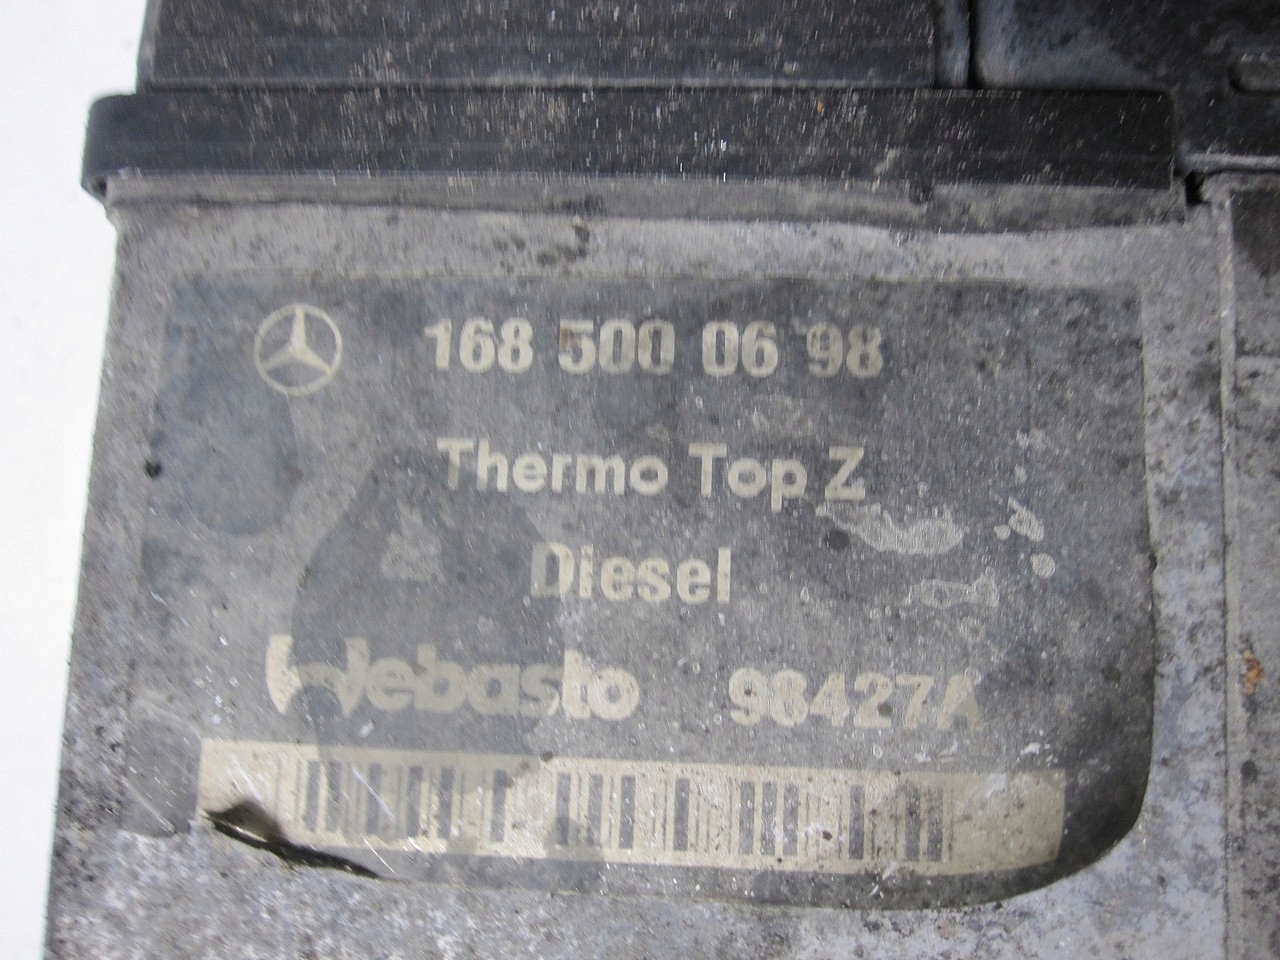 168 500 06 98
Thermo Top Z
Diesel
Webasto 98427A